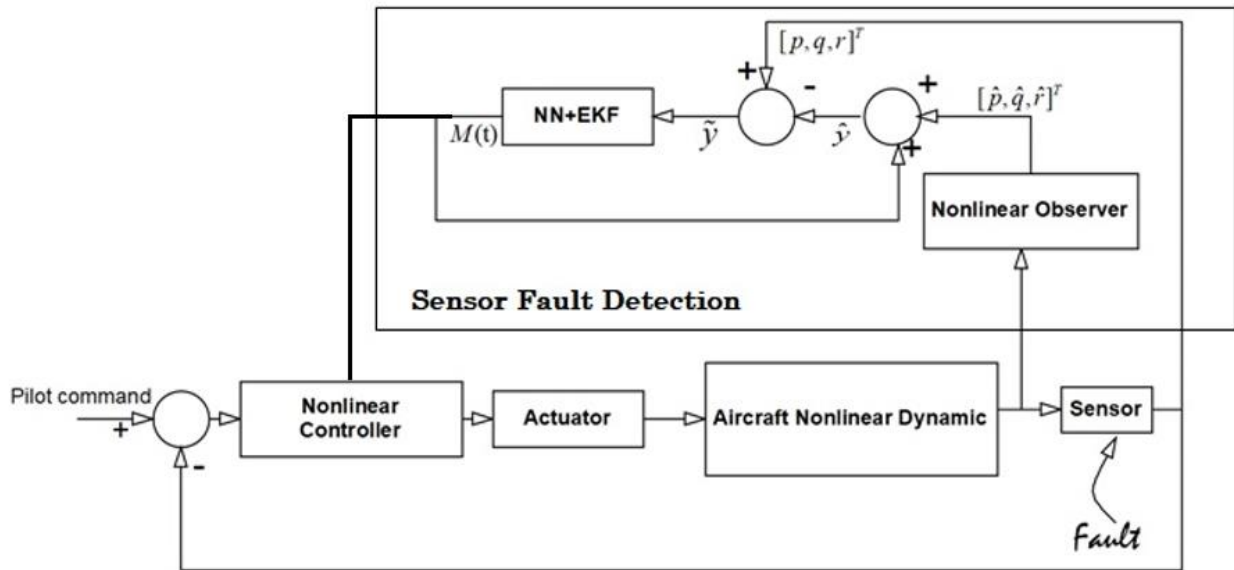 [p, q, r]ᵀ
+
-
+
[p̂, q̂, r̂]ᵀ
NN+EKF
M(t)
ỹ
ŷ
+
Nonlinear Observer
Sensor Fault Detection
Pilot command
+
-
Nonlinear
Controller
Actuator
Aircraft Nonlinear Dynamic
Sensor
Fault